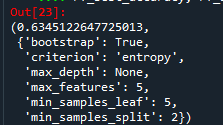 Out[23]:
(0.6345122647725013,
{'bootstrap': True,
'criterion': 'entropy',
'max_depth': None,
'max_features': 5,
'min_samples_leaf': 5,
'min_samples_split': 2})